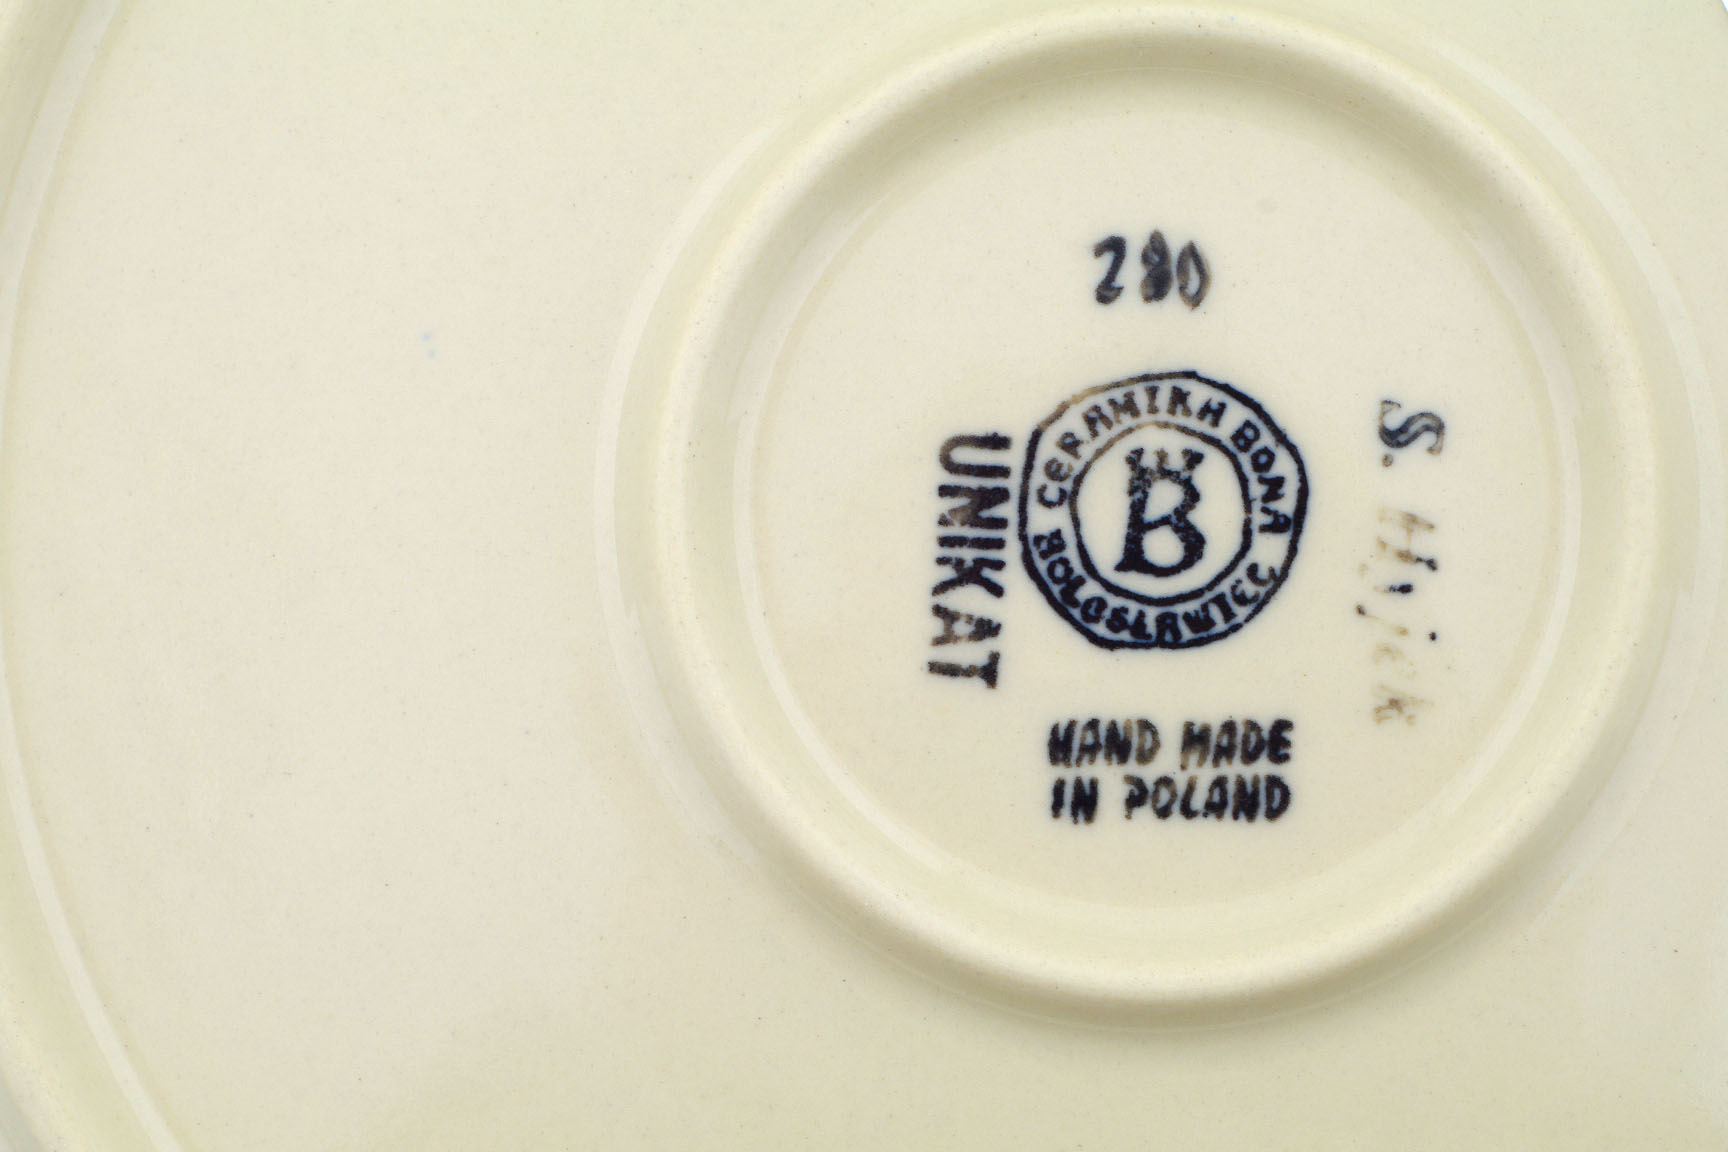 280
CERAMIKA BONA
BOLESŁAWIEC
B
UNIKAT
S.
HAND MADE
IN POLAND